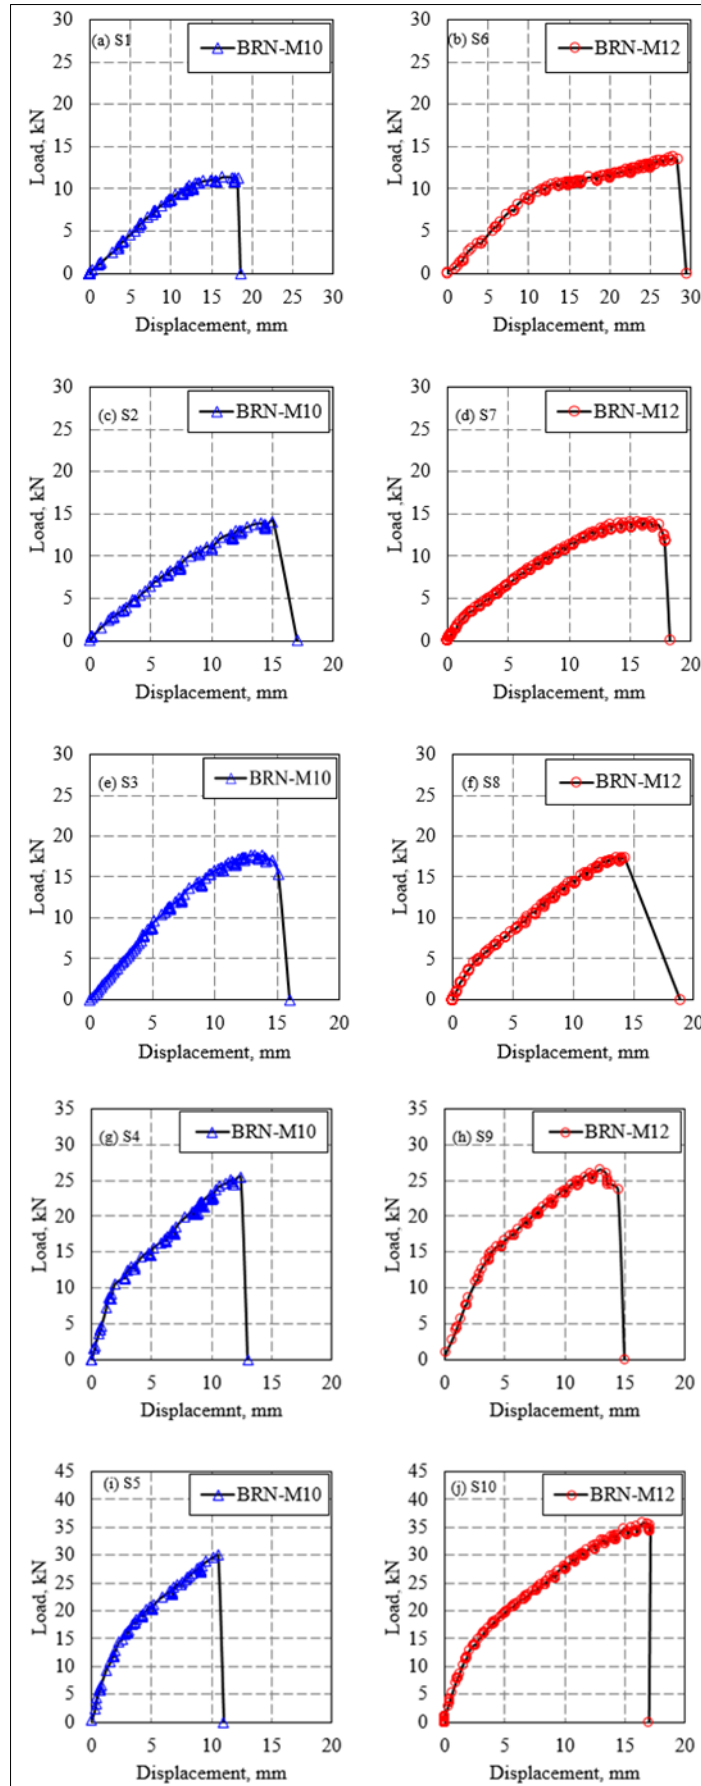 (a) S1
BRN-M10
30
25
20
15
10
5
0
Load, kN
0 5 10 15 20 25 30
Displacement, mm
(b) S6
BRN-M12
30
25
20
15
10
5
0
Load, kN
0 5 10 15 20 25 30
Displacement, mm
(c) S2
BRN-M10
30
25
20
15
10
5
0
Load, kN
0 5 10 15 20
Displacement, mm
(d) S7
BRN-M12
30
25
20
15
10
5
0
Load ,kN
0 5 10 15 20
Displacement, mm
(e) S3
BRN-M10
30
25
20
15
10
5
0
Load, kN
0 5 10 15 20
Displacement, mm
(f) S8
BRN-M12
30
25
20
15
10
5
0
Load, kN
0 5 10 15 20
Displacement, mm
(g) S4
BRN-M10
35
30
25
20
15
10
5
0
Load, kN
0 5 10 15 20
Displacemnt, mm
(h) S9
BRN-M12
35
30
25
20
15
10
5
0
Load, kN
0 5 10 15 20
Displacement, mm
(i) S5
BRN-M10
45
40
35
30
25
20
15
10
5
0
Load, kN
0 5 10 15 20
Displacement, mm
(j) S10
BRN-M12
45
40
35
30
25
20
15
10
5
0
Load, kN
0 5 10 15 20
Displacement, mm